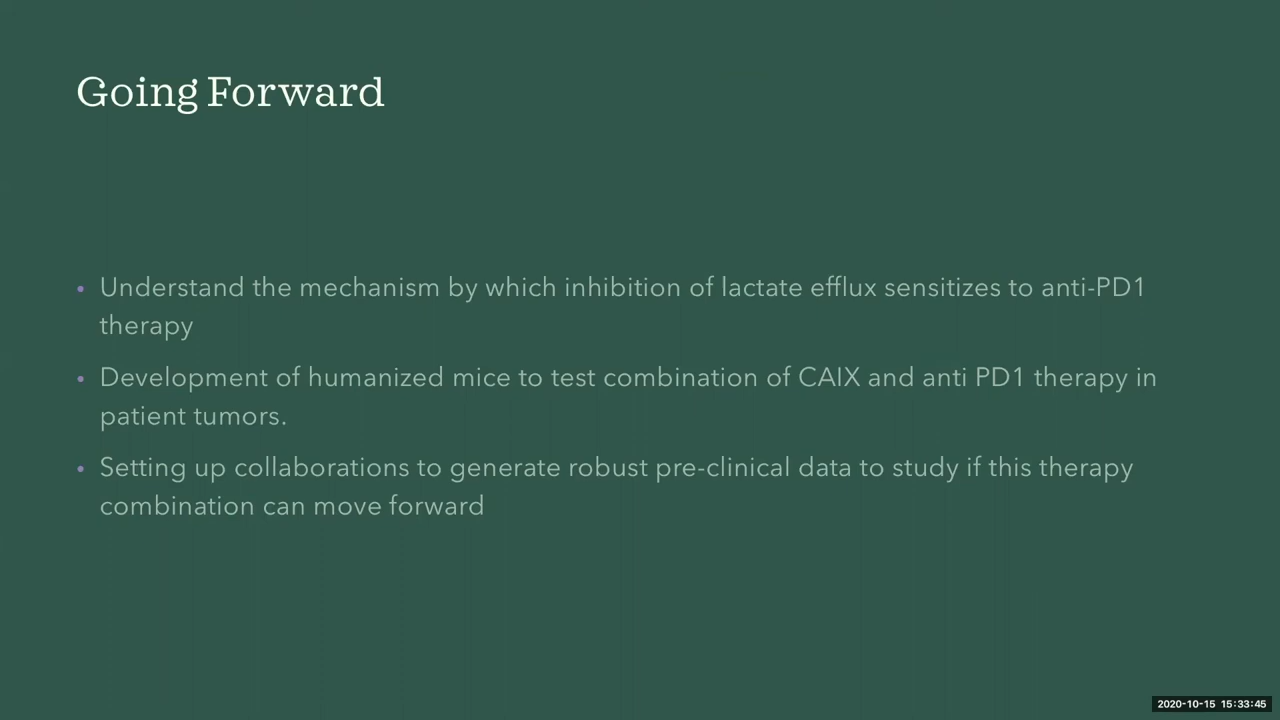 Going Forward
• Understand the mechanism by which inhibition of lactate efflux sensitizes to anti-PD1
therapy
• Development of humanized mice to test combination of CAIX and anti PD1 therapy in
patient tumors.
• Setting up collaborations to generate robust pre-clinical data to study if this therapy
combination can move forward
2020-10-15 15:33:45